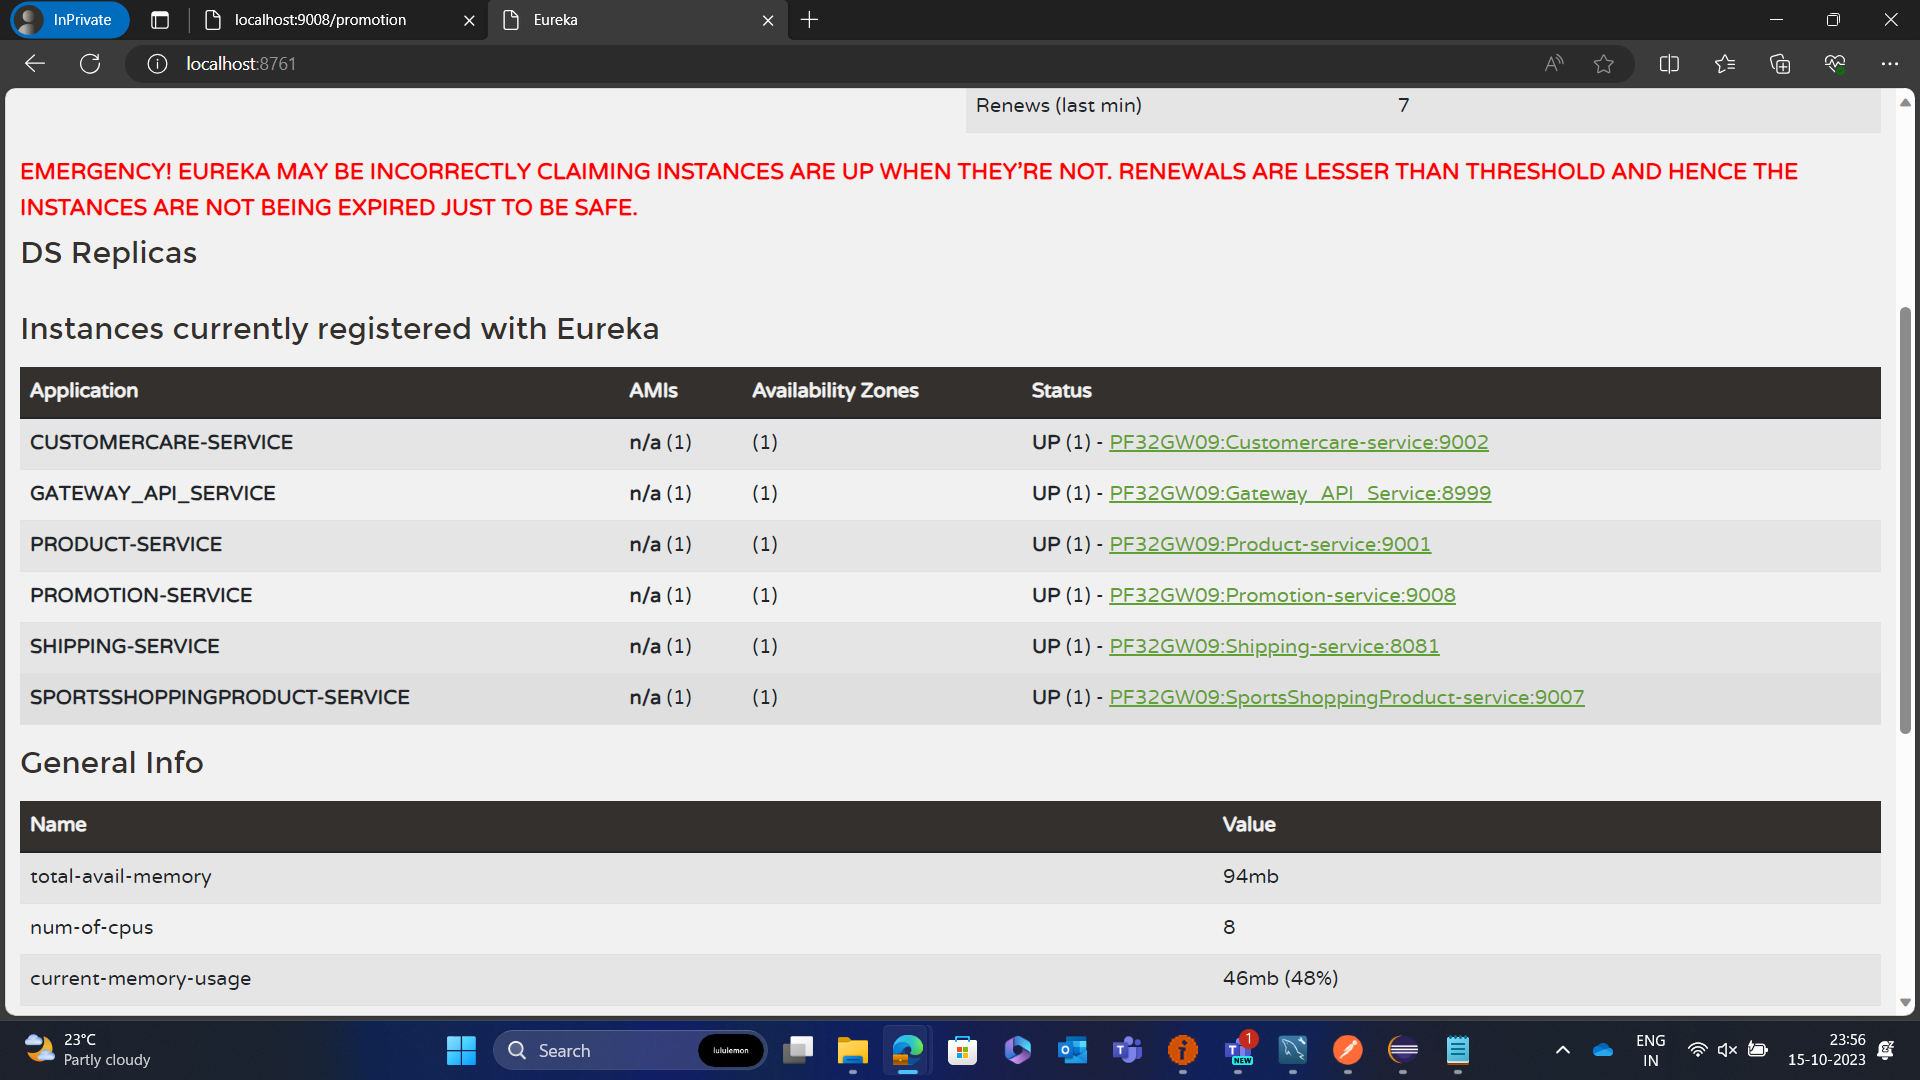 InPrivate
localhost:9008/promotion
Eureka
localhost:8761
Renews (last min) 7
EMERGENCY! EUREKA MAY BE INCORRECTLY CLAIMING INSTANCES ARE UP WHEN THEY'RE NOT. RENEWALS ARE LESSER THAN THRESHOLD AND HENCE THE
INSTANCES ARE NOT BEING EXPIRED JUST TO BE SAFE.
DS Replicas
Instances currently registered with Eureka
Application AMIs Availability Zones Status
CUSTOMERCARE-SERVICE n/a (1) (1) UP (1) - PF32GW09:Customercare-service:9002
GATEWAY_API_SERVICE n/a (1) (1) UP (1) - PF32GW09:Gateway_API_Service:8999
PRODUCT-SERVICE n/a (1) (1) UP (1) - PF32GW09:Product-service:9001
PROMOTION-SERVICE n/a (1) (1) UP (1) - PF32GW09:Promotion-service:9008
SHIPPING-SERVICE n/a (1) (1) UP (1) - PF32GW09:Shipping-service:8081
SPORTSSHOPPINGPRODUCT-SERVICE n/a (1) (1) UP (1) - PF32GW09:SportsShoppingProduct-service:9007
General Info
Name Value
total-avail-memory 94mb
num-of-cpus 8
current-memory-usage 46mb (48%)
23°C
Partly cloudy
Search
lululemon
1
NEW
ENG
IN
23:56
15-10-2023